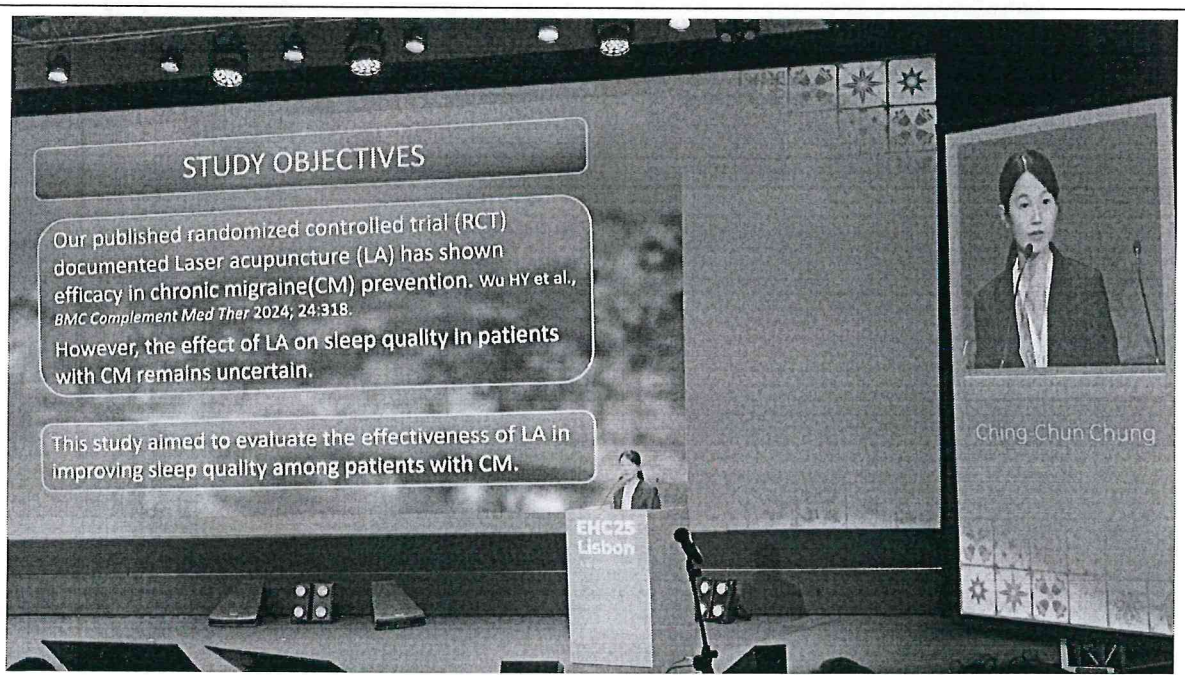 STUDY OBJECTIVES
Our published randomized controlled trial (RCT)
documented Laser acupuncture (LA) has shown
efficacy in chronic migraine(CM) prevention. Wu HY et al.,
BMC Complement Med Ther 2024; 24:318.
However, the effect of LA on sleep quality in patients
with CM remains uncertain.
This study aimed to evaluate the effectiveness of LA in
improving sleep quality among patients with CM.
EHC25
Lisbon
Ching-Chun Chung